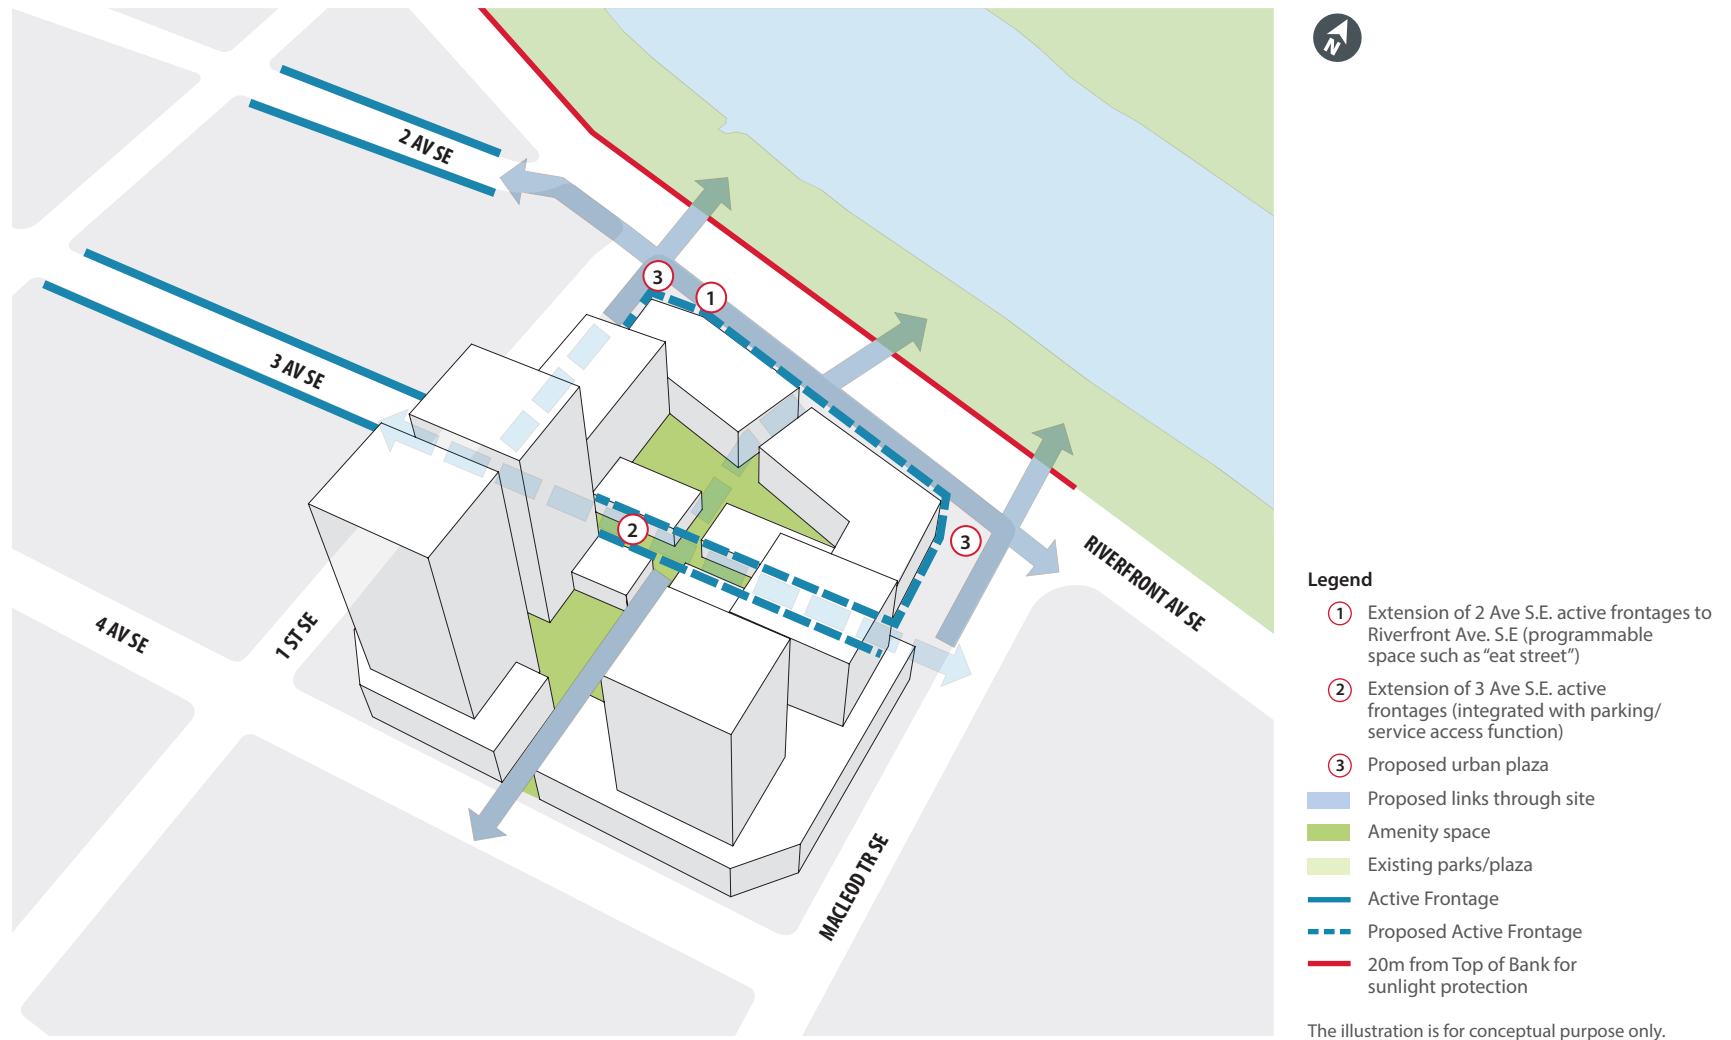 N
2 AV SE
3
1
3 AV SE
2
3
RIVERFRONT AV SE
4 AV SE
1 ST SE
MACLEOD TR SE
Legend
1 Extension of 2 Ave S.E. active frontages to
Riverfront Ave. S.E (programmable
space such as “eat street”)
2 Extension of 3 Ave S.E. active
frontages (integrated with parking/
service access function)
3 Proposed urban plaza
Proposed links through site
Amenity space
Existing parks/plaza
Active Frontage
Proposed Active Frontage
20m from Top of Bank for
sunlight protection
The illustration is for conceptual purpose only.